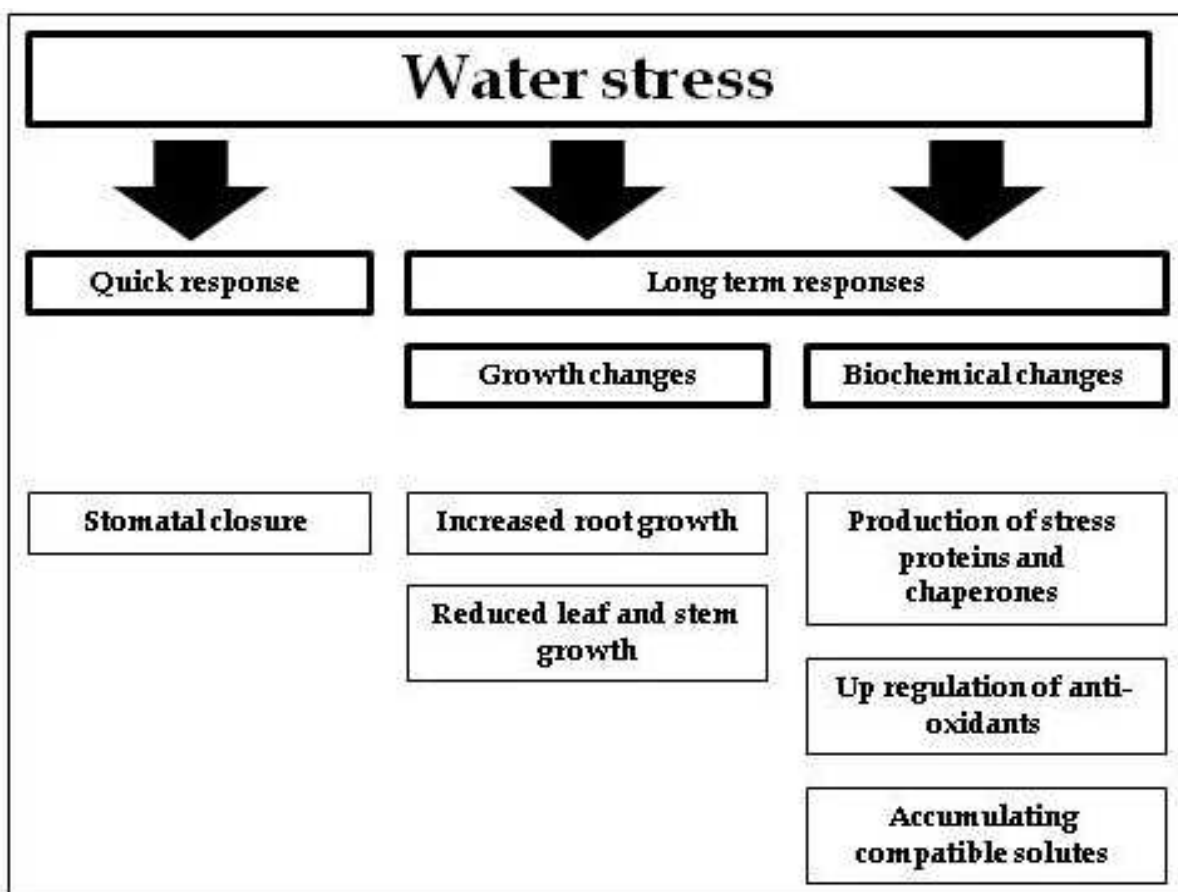 Water stress
Quick response
Long term responses
Growth changes
Biochemical changes
Stomatal closure
Increased root growth
Reduced leaf and stem
growth
Production of stress
proteins and
chaperones
Up regulation of anti-
oxidants
Accumulating
compatible solutes